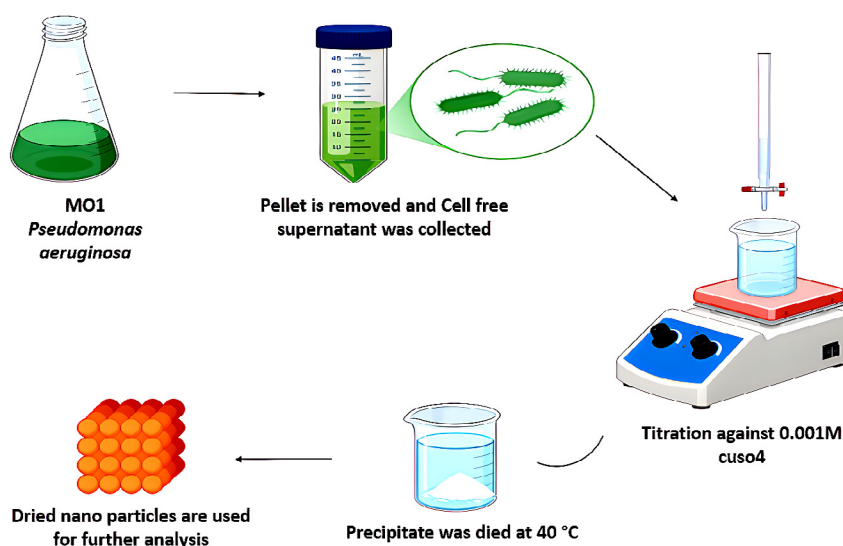 MO1
Pseudomonas
aeruginosa
Pellet is removed and Cell free
supernatant was collected
Titration against 0.001M
cuso4
Precipitate was died at 40 °C
Dried nano particles are used
for further analysis